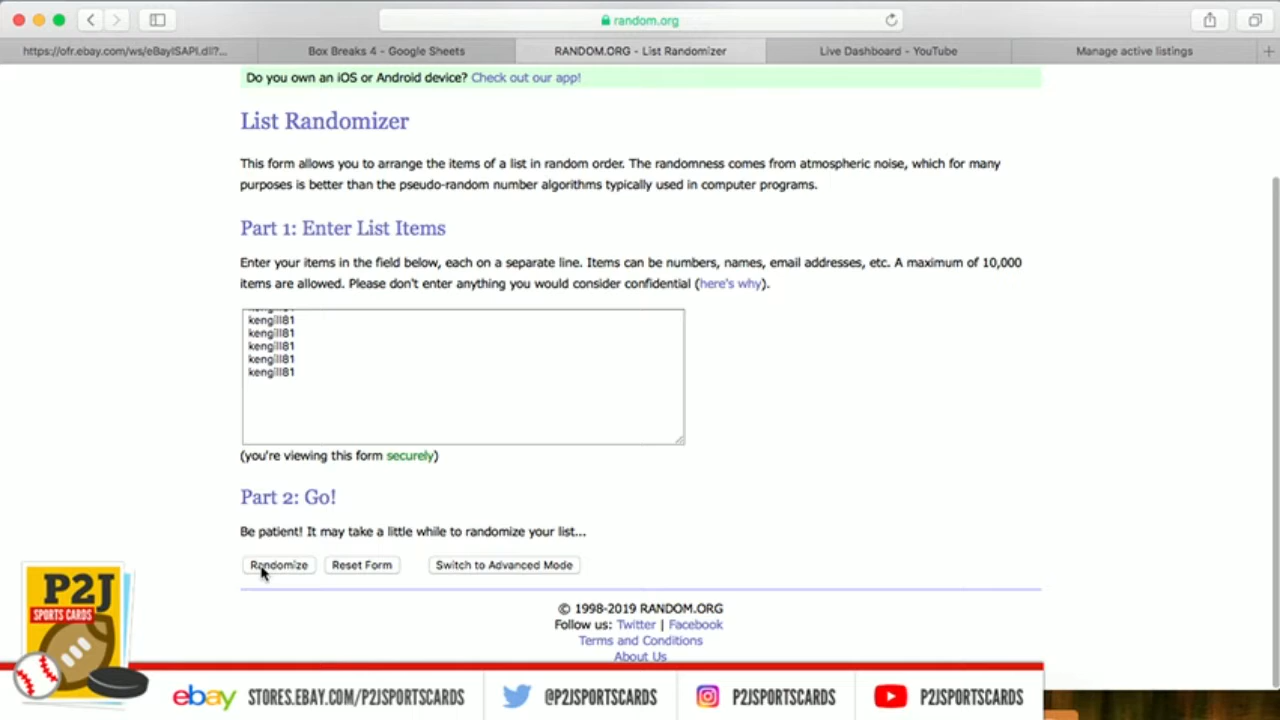 random.org
https://ofr.ebay.com/ws/eBayISAPI.dll?...
Box Breaks 4 - Google Sheets
RANDOM.ORG - List Randomizer
Live Dashboard - YouTube
Manage active listings
Do you own an iOS or Android device? Check out our app!
List Randomizer
This form allows you to arrange the items of a list in random order. The randomness comes from atmospheric noise, which for many
purposes is better than the pseudo-random number algorithms typically used in computer programs.
Part 1: Enter List Items
Enter your items in the field below, each on a separate line. Items can be numbers, names, email addresses, etc. A maximum of 10,000
items are allowed. Please don't enter anything you would consider confidential (here's why).
kengill81
kengill81
kengill81
kengill81
kengill81
(you're viewing this form securely)
Part 2: Go!
Be patient! It may take a little while to randomize your list...
Randomize
Reset Form
Switch to Advanced Mode
© 1998-2019 RANDOM.ORG
Follow us: Twitter | Facebook
Terms and Conditions
About Us
P2J
SPORTS CARDS
ebay STORES.EBAY.COM/P2JSPORTSCARDS
@P2JSPORTSCARDS
P2JSPORTSCARDS
P2JSPORTSCARDS